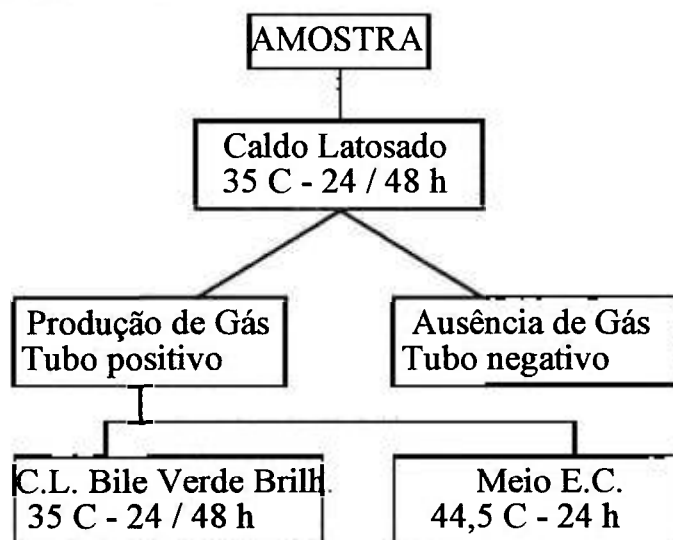 AMOSTRA
Caldo Latosado
35 C - 24 / 48 h
Produção de Gás
Tubo positivo
Ausência de Gás
Tubo negativo
C.L. Bile Verde Brilh.
35 C - 24 / 48 h
Meio E.C.
44,5 C - 24 h